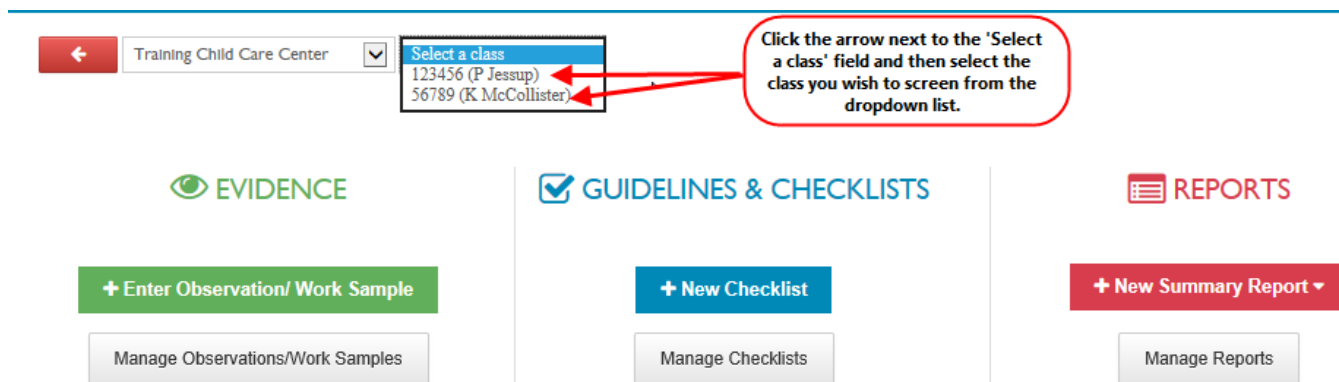 Training Child Care Center
Select a class
123456 (P Jessup)
56789 (K McCollister)
Click the arrow next to the 'Select
a class' field and then select the
class you wish to screen from the
dropdown list.
EVIDENCE
GUIDELINES & CHECKLISTS
REPORTS
+ Enter Observation/ Work Sample
+ New Checklist
+ New Summary Report
Manage Observations/Work Samples
Manage Checklists
Manage Reports